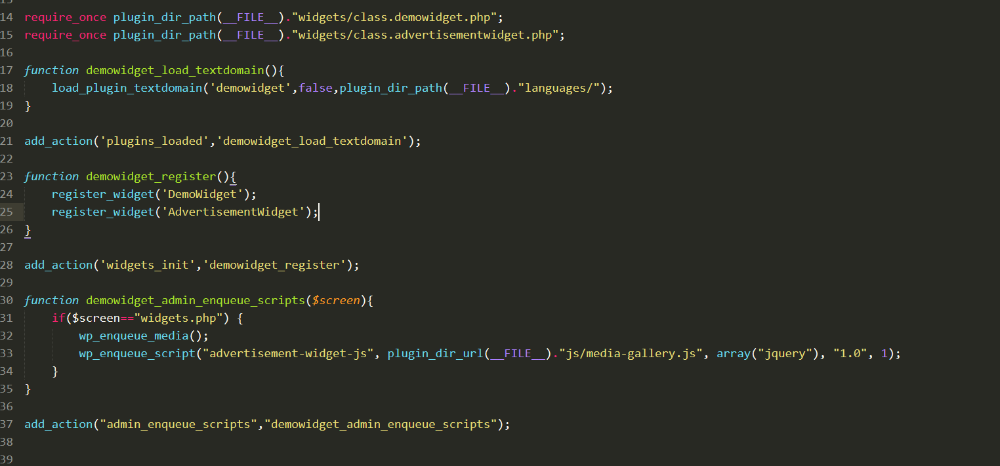 14 require_once plugin_dir_path(__FILE__)."widgets/class.demowidget.php";
15 require_once plugin_dir_path(__FILE__)."widgets/class.advertisementwidget.php";
16
17 function demowidget_load_textdomain(){
18     load_plugin_textdomain('demowidget',false,plugin_dir_path(__FILE__)."languages/");
19 }
20
21 add_action('plugins_loaded','demowidget_load_textdomain');
22
23 function demowidget_register(){
24     register_widget('DemoWidget');
25     register_widget('AdvertisementWidget');
26 }
27
28 add_action('widgets_init','demowidget_register');
29
30 function demowidget_admin_enqueue_scripts($screen){
31     if($screen=="widgets.php") {
32         wp_enqueue_media();
33         wp_enqueue_script("advertisement-widget-js", plugin_dir_url(__FILE__)."js/media-gallery.js", array("jquery"), "1.0", 1);
34     }
35 }
36
37 add_action("admin_enqueue_scripts","demowidget_admin_enqueue_scripts");
38
39